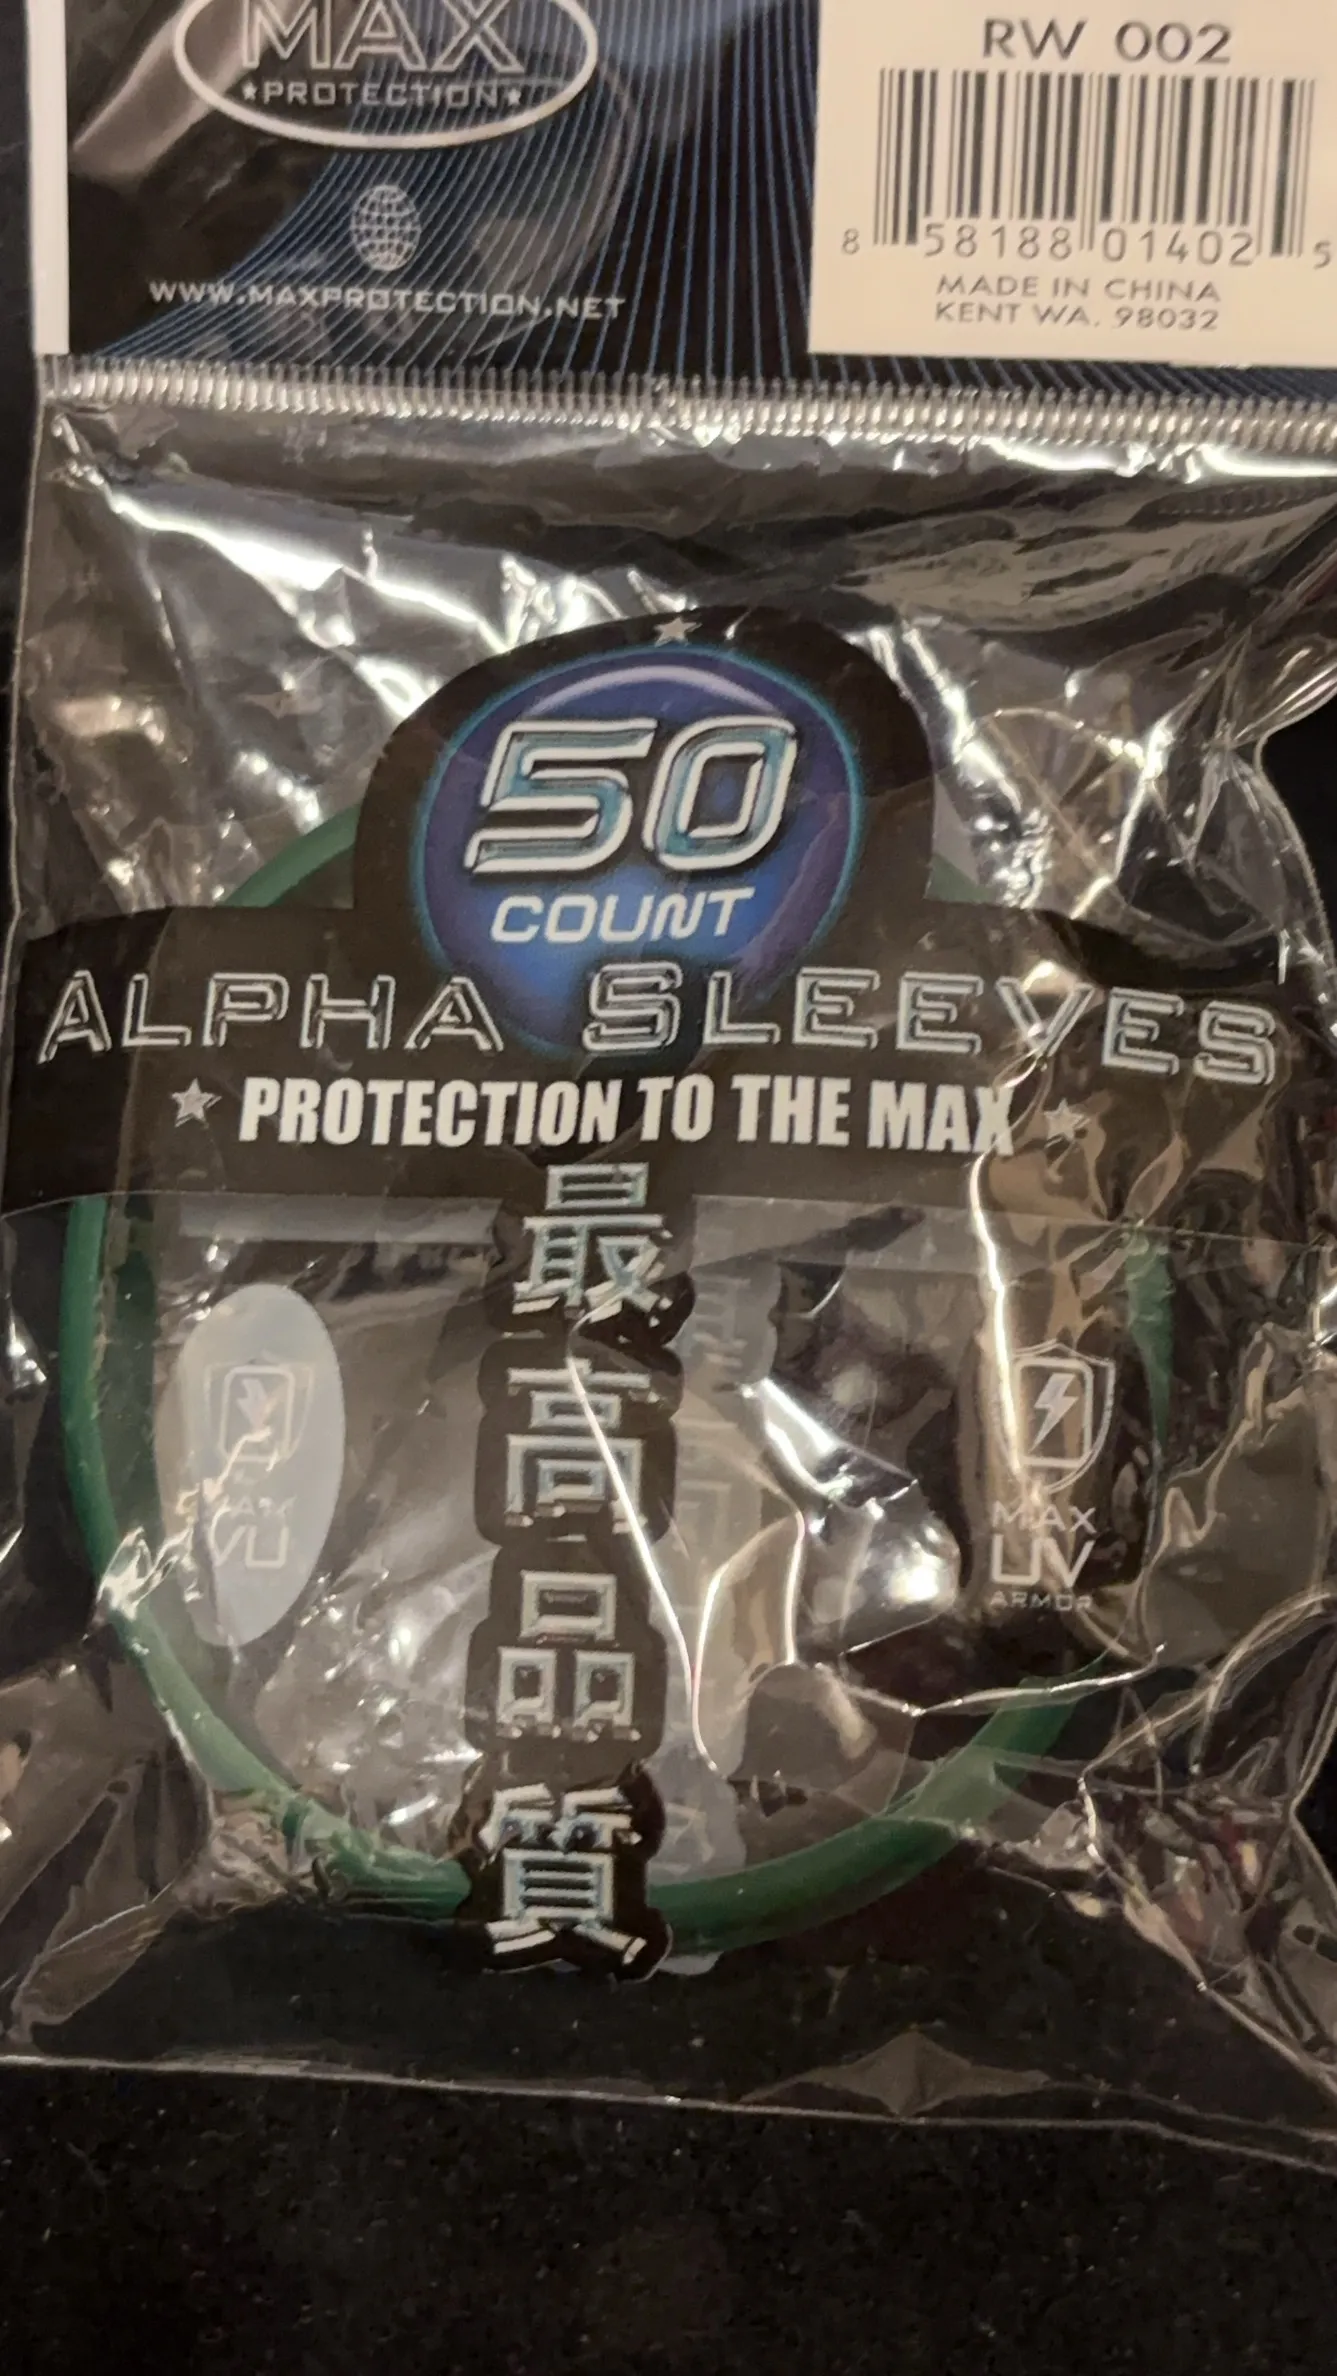 MAX
★PROTECTION★
WWW.MAXPROTECTION.NET
RW 002
8 58188 01402 5
MADE IN CHINA
KENT WA. 98032
50
COUNT
ALPHA SLEEVES
★ PROTECTION TO THE MAX ★
最
高
品
質
MAX
UV
ARMOR